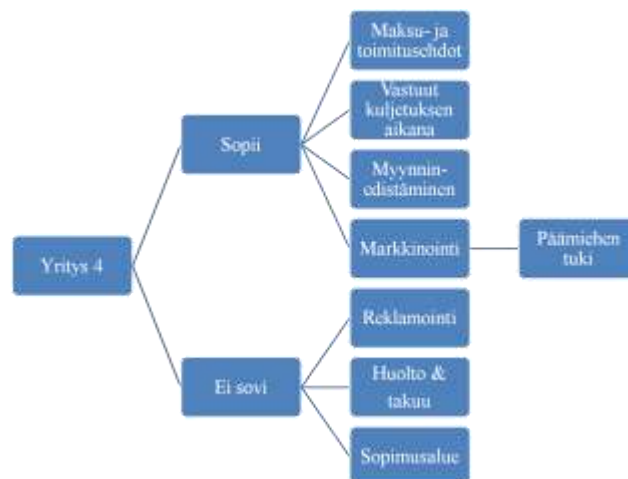 Maksu- ja
toimitusehdot
Vastuut
kuljetuksen
aikana
Sopii
Myynnin-
edistäminen
Markkinointi
Päämiehen
tuki
Yritys 4
Reklamointi
Ei sovi
Huolto &
takuu
Sopimusalue